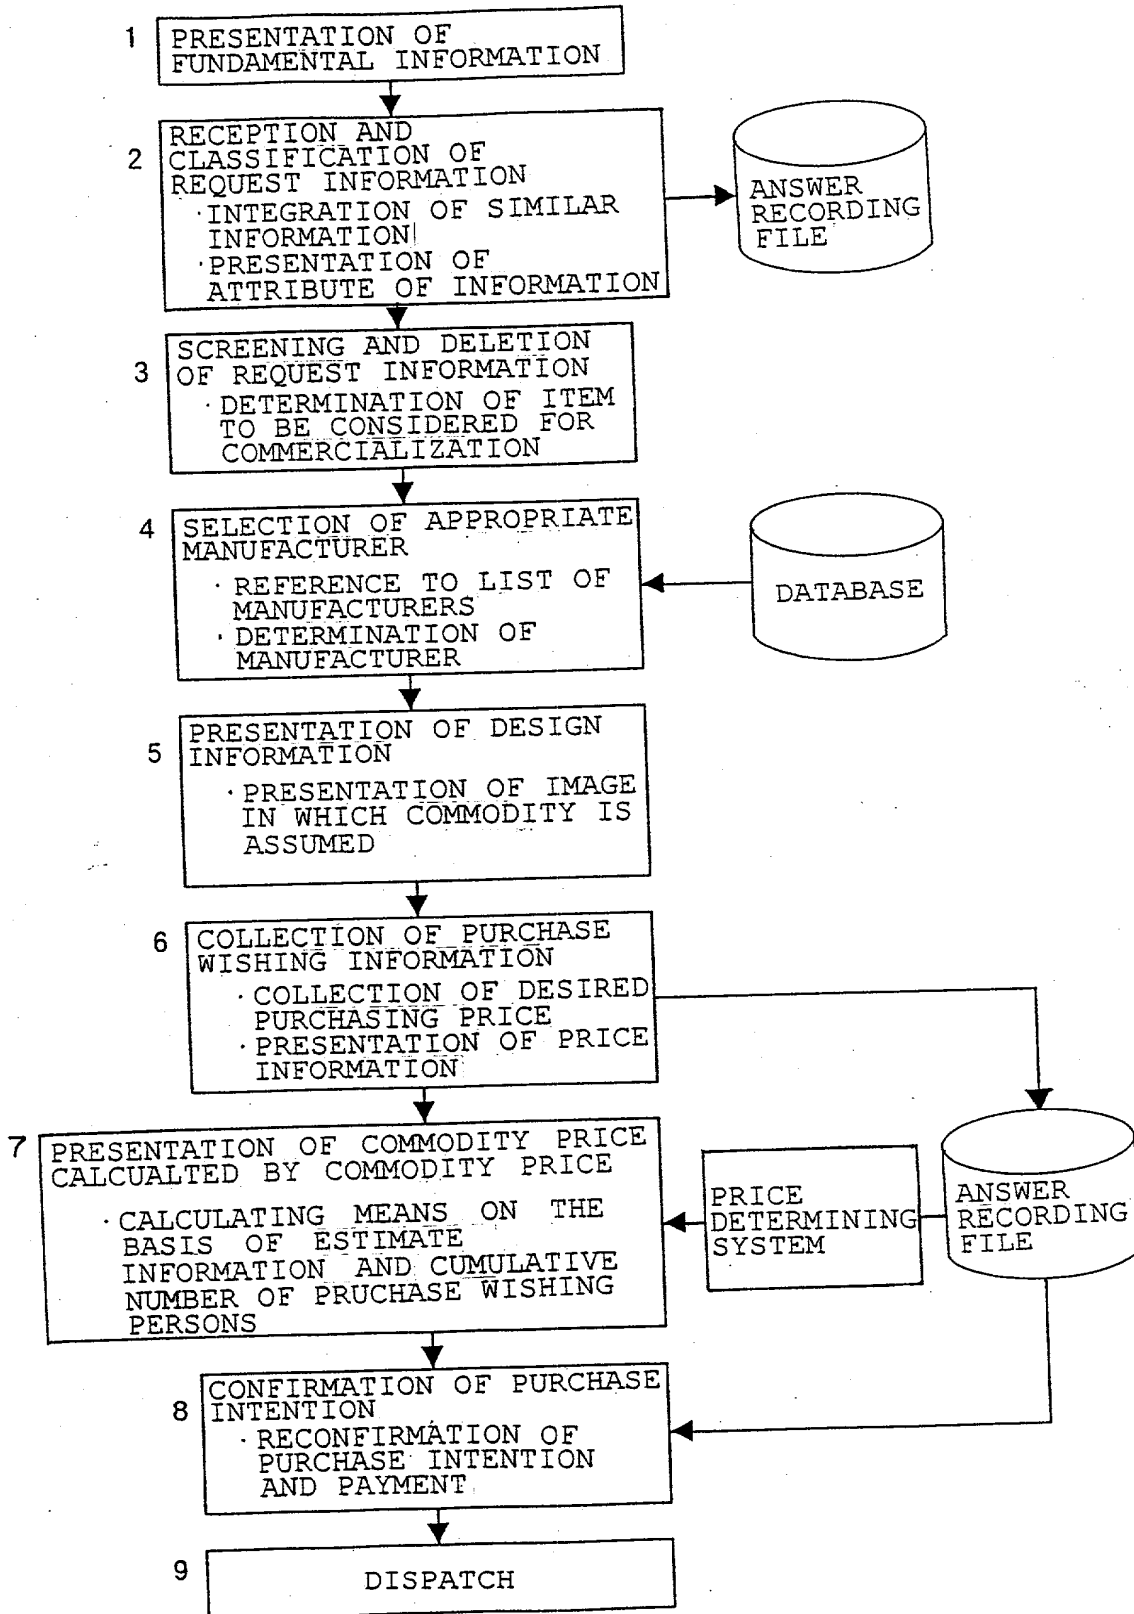 1
PRESENTATION OF
FUNDAMENTAL INFORMATION
2
RECEPTION AND
CLASSIFICATION OF
REQUEST INFORMATION
·INTEGRATION OF SIMILAR
INFORMATION
·PRESENTATION OF
ATTRIBUTE OF INFORMATION
ANSWER
RECORDING
FILE
3
SCREENING AND DELETION
OF REQUEST INFORMATION
·DETERMINATION OF ITEM
TO BE CONSIDERED FOR
COMMERCIALIZATION
4
SELECTION OF APPROPRIATE
MANUFACTURER
·REFERENCE TO LIST OF
MANUFACTURERS
·DETERMINATION OF
MANUFACTURER
DATABASE
5
PRESENTATION OF DESIGN
INFORMATION
·PRESENTATION OF IMAGE
IN WHICH COMMODITY IS
ASSUMED
6
COLLECTION OF PURCHASE
WISHING INFORMATION
·COLLECTION OF DESIRED
PURCHASING PRICE
·PRESENTATION OF PRICE
INFORMATION
7
PRESENTATION OF COMMODITY PRICE
CALCUALTED BY COMMODITY PRICE
·CALCULATING MEANS ON THE
BASIS OF ESTIMATE
INFORMATION AND CUMULATIVE
NUMBER OF PRUCHASE WISHING
PERSONS
PRICE
DETERMINING
SYSTEM
ANSWER
RECORDING
FILE
8
CONFIRMATION OF PURCHASE
INTENTION
·RECONFIRMATION OF
PURCHASE INTENTION
AND PAYMENT
9
DISPATCH